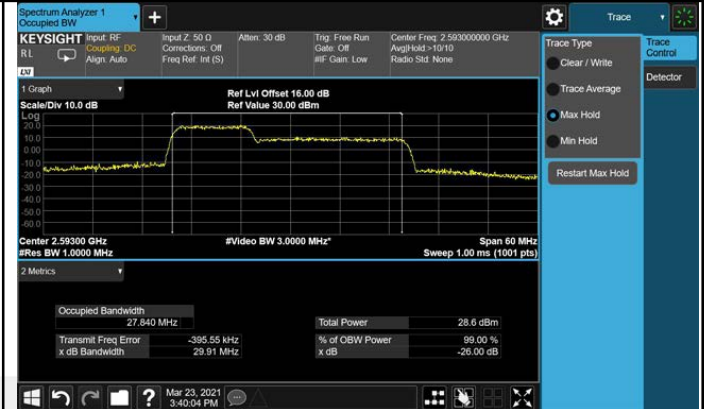 Spectrum Analyzer 1
Occupied BW
+
Trace
KEYSIGHT
RL
LXI
Input: RF
Coupling: DC
Align: Auto
Input Z: 50 Ω
Corrections: Off
Freq Ref: Int (S)
Atten: 30 dB
Trig: Free Run
Gate: Off
#IF Gain: Low
Center Freq: 2.593000000 GHz
Avg|Hold:>10/10
Radio Std: None
Trace Type
Clear / Write
Trace Average
Max Hold
Min Hold
Restart Max Hold
Trace
Control
Detector
1 Graph
Scale/Div 10.0 dB
Ref Lvl Offset 16.00 dB
Ref Value 30.00 dBm
Log
20.0
10.0
0.00
-10.0
-20.0
-30.0
-40.0
-50.0
-60.0
Center 2.59300 GHz
#Res BW 1.0000 MHz
#Video BW 3.0000 MHz*
Span 60 MHz
Sweep 1.00 ms (1001 pts)
2 Metrics
Occupied Bandwidth
27.840 MHz
Transmit Freq Error -395.55 kHz
x dB Bandwidth 29.91 MHz
Total Power 28.6 dBm
% of OBW Power 99.00 %
x dB -26.00 dB
?
Mar 23, 2021
3:40:04 PM